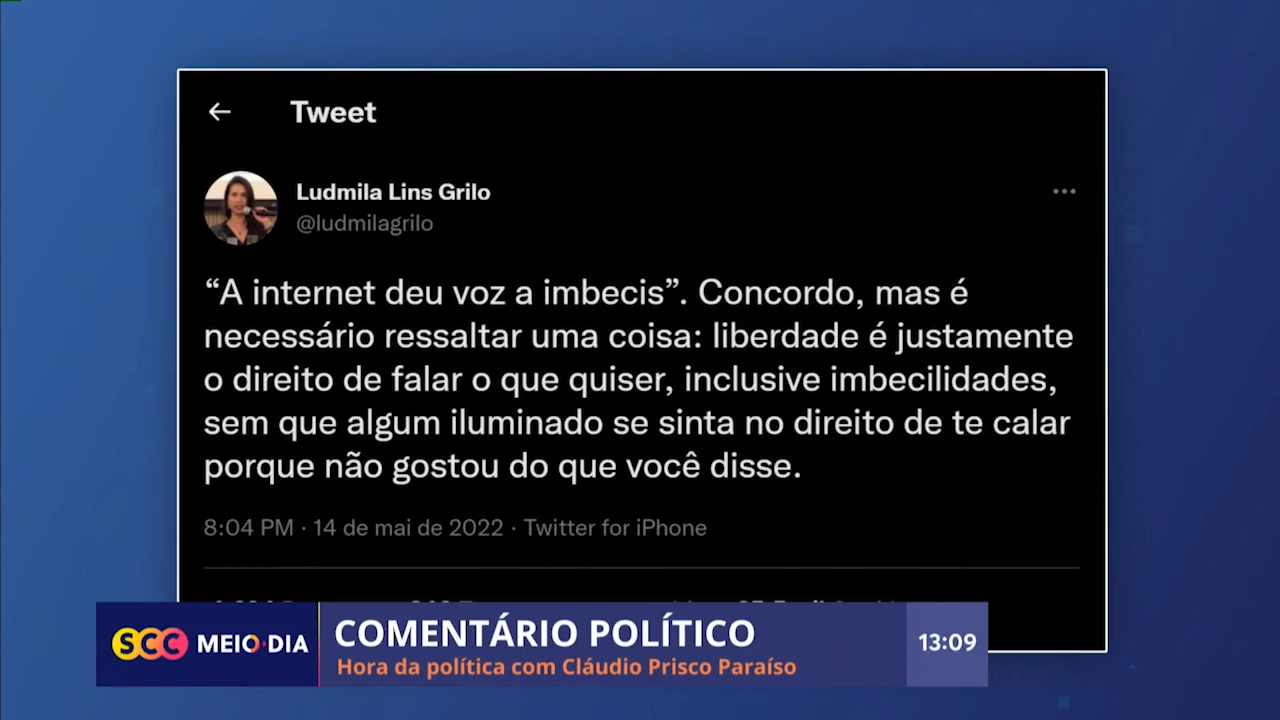 Tweet
Ludmila Lins Grilo
@ludmilagrilo
“A internet deu voz a imbecis”. Concordo, mas é
necessário ressaltar uma coisa: liberdade é justamente
o direito de falar o que quiser, inclusive imbecilidades,
sem que algum iluminado se sinta no direito de te calar
porque não gostou do que você disse.
8:04 PM · 14 de mai de 2022 · Twitter for iPhone
SCC MEIO-DIA
COMENTÁRIO POLÍTICO
Hora da política com Cláudio Prisco Paraíso
13:09